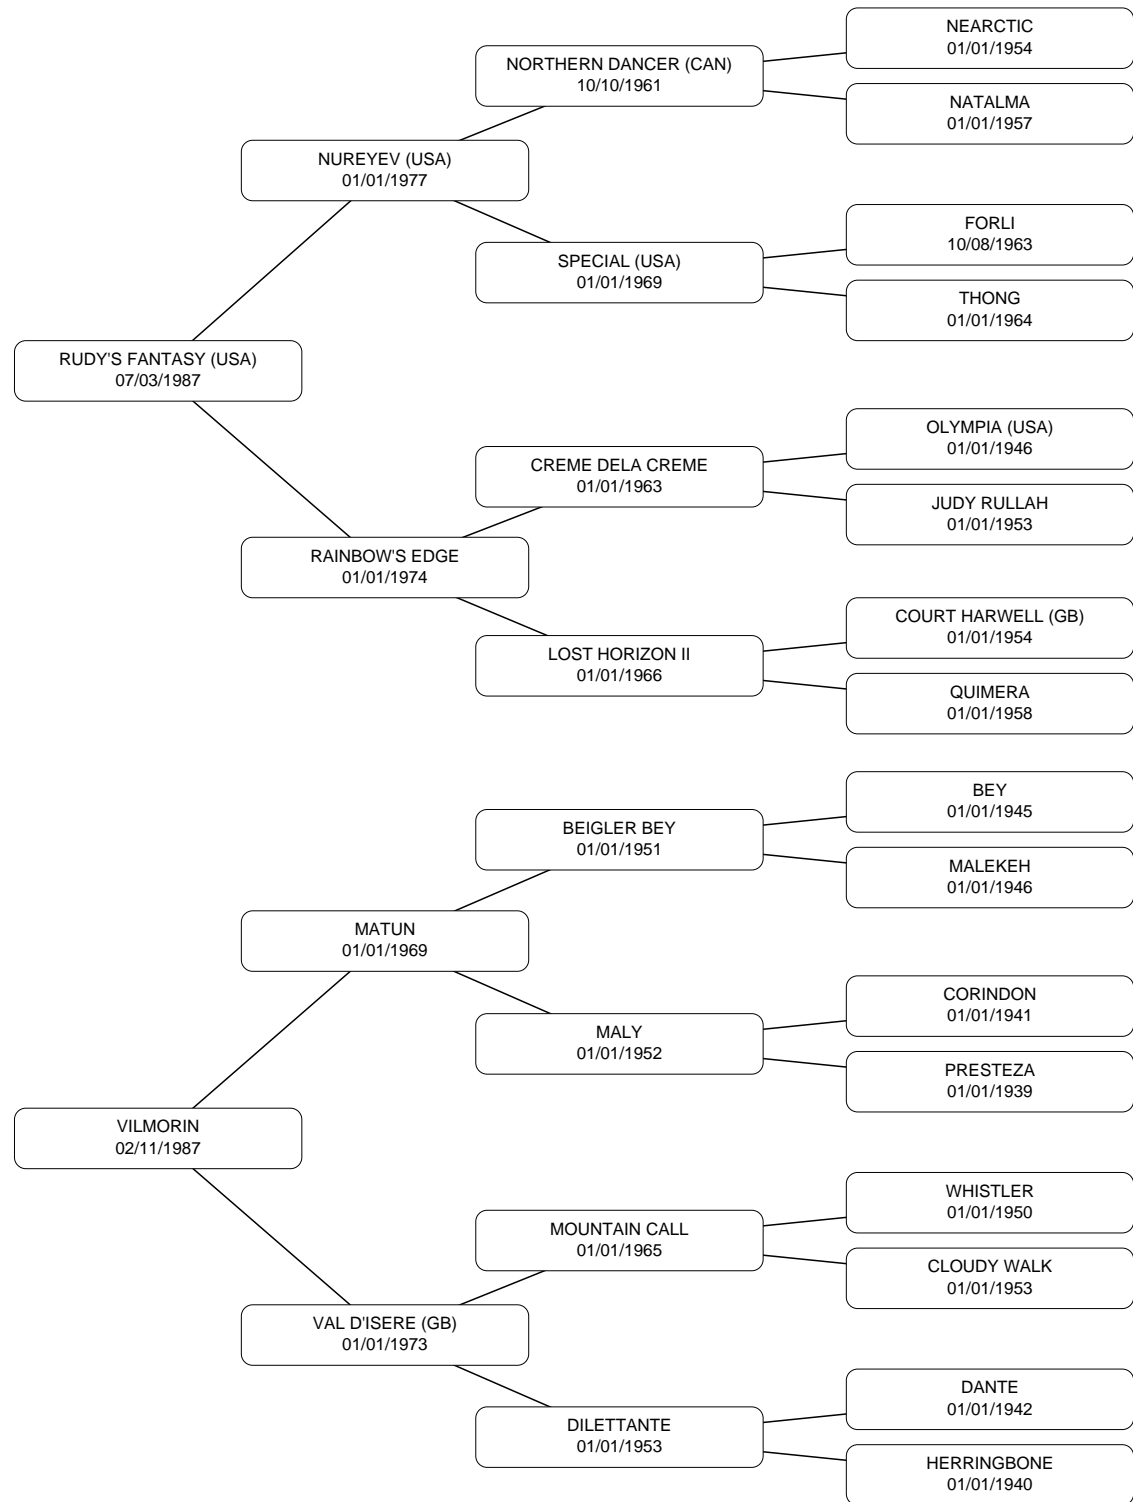 NEARCTIC
01/01/1954
NORTHERN DANCER (CAN)
10/10/1961
NATALMA
01/01/1957
NUREYEV (USA)
01/01/1977
FORLI
10/08/1963
SPECIAL (USA)
01/01/1969
THONG
01/01/1964
RUDY'S FANTASY (USA)
07/03/1987
OLYMPIA (USA)
01/01/1946
CREME DELA CREME
01/01/1963
JUDY RULLAH
01/01/1953
RAINBOW'S EDGE
01/01/1974
COURT HARWELL (GB)
01/01/1954
LOST HORIZON II
01/01/1966
QUIMERA
01/01/1958
BEY
01/01/1945
BEIGLER BEY
01/01/1951
MALEKEH
01/01/1946
MATUN
01/01/1969
CORINDON
01/01/1941
MALY
01/01/1952
PRESTEZA
01/01/1939
VILMORIN
02/11/1987
WHISTLER
01/01/1950
MOUNTAIN CALL
01/01/1965
CLOUDY WALK
01/01/1953
VAL D'ISERE (GB)
01/01/1973
DANTE
01/01/1942
DILETTANTE
01/01/1953
HERRINGBONE
01/01/1940